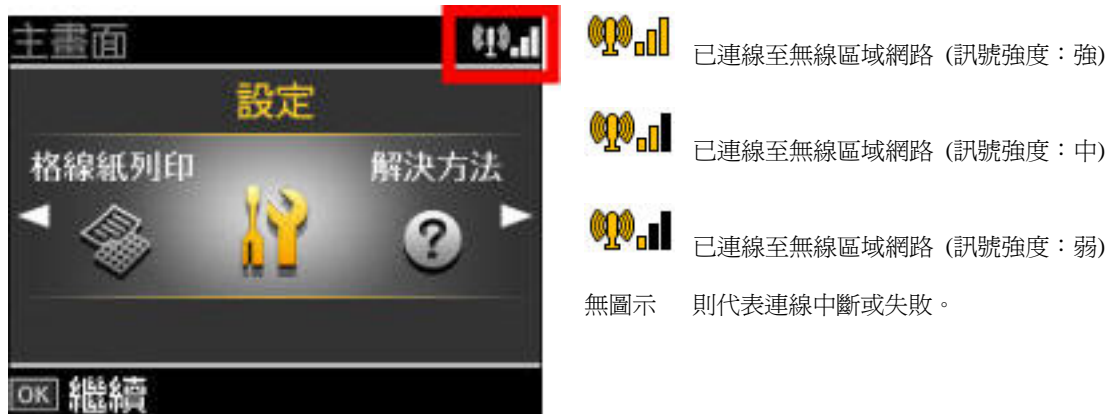 主畫面
設定
格線紙列印
解決方法
OK 繼續
已連線至無線區域網路 (訊號強度：強)
已連線至無線區域網路 (訊號強度：中)
已連線至無線區域網路 (訊號強度：弱)
無圖示 則代表連線中斷或失敗。